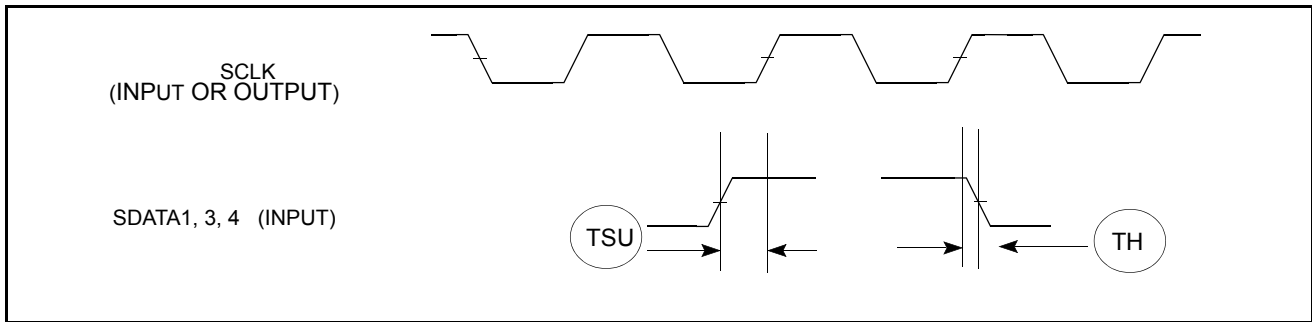 SCLK
(INPUT OR OUTPUT)
SDATA1, 3, 4 (INPUT)
TSU
TH